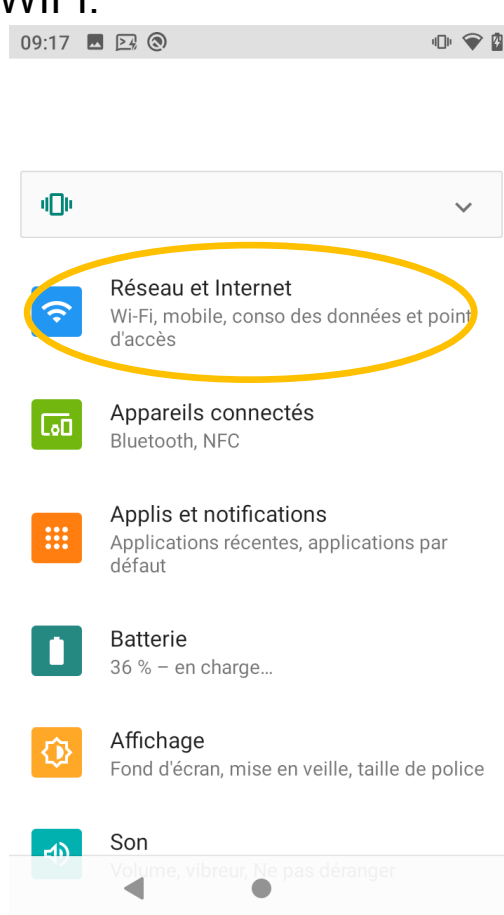 WIFI.
09:17
Réseau et Internet
Wi-Fi, mobile, conso des données et point
d'accès
Appareils connectés
Bluetooth, NFC
Applis et notifications
Applications récentes, applications par
défaut
Batterie
36 % – en charge…
Affichage
Fond d'écran, mise en veille, taille de police
Son
Volume, vibreur, Ne pas déranger